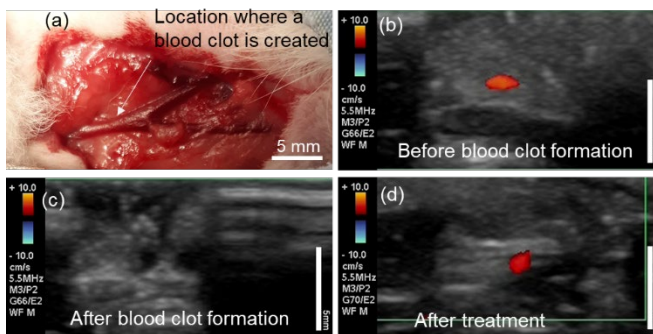 (a)
Location where a
blood clot is created
5 mm
(b)
+ 10.0
- 10.0
cm/s
5.5MHz
M3/P2
G66/E2
WF M
Before blood clot formation
(c)
+ 10.0
- 10.0
cm/s
5.5MHz
M3/P2
G66/E2
WF M
After blood clot formation
5mm
(d)
+ 10.0
- 10.0
cm/s
5.5MHz
M3/P2
G70/E2
WF M
After treatment